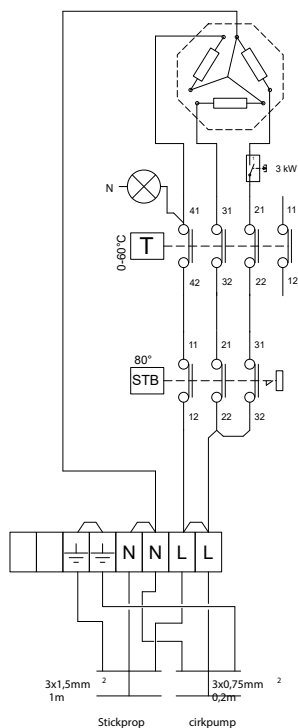 3 kW
N
41 31 21 11
0-60°C
T
42 32 22 12
11 21 31
80°
STB
12 22 32
N N L L
3x1,5mm 2
1m
3x0,75mm 2
0,2m
Stickprop cirkpump